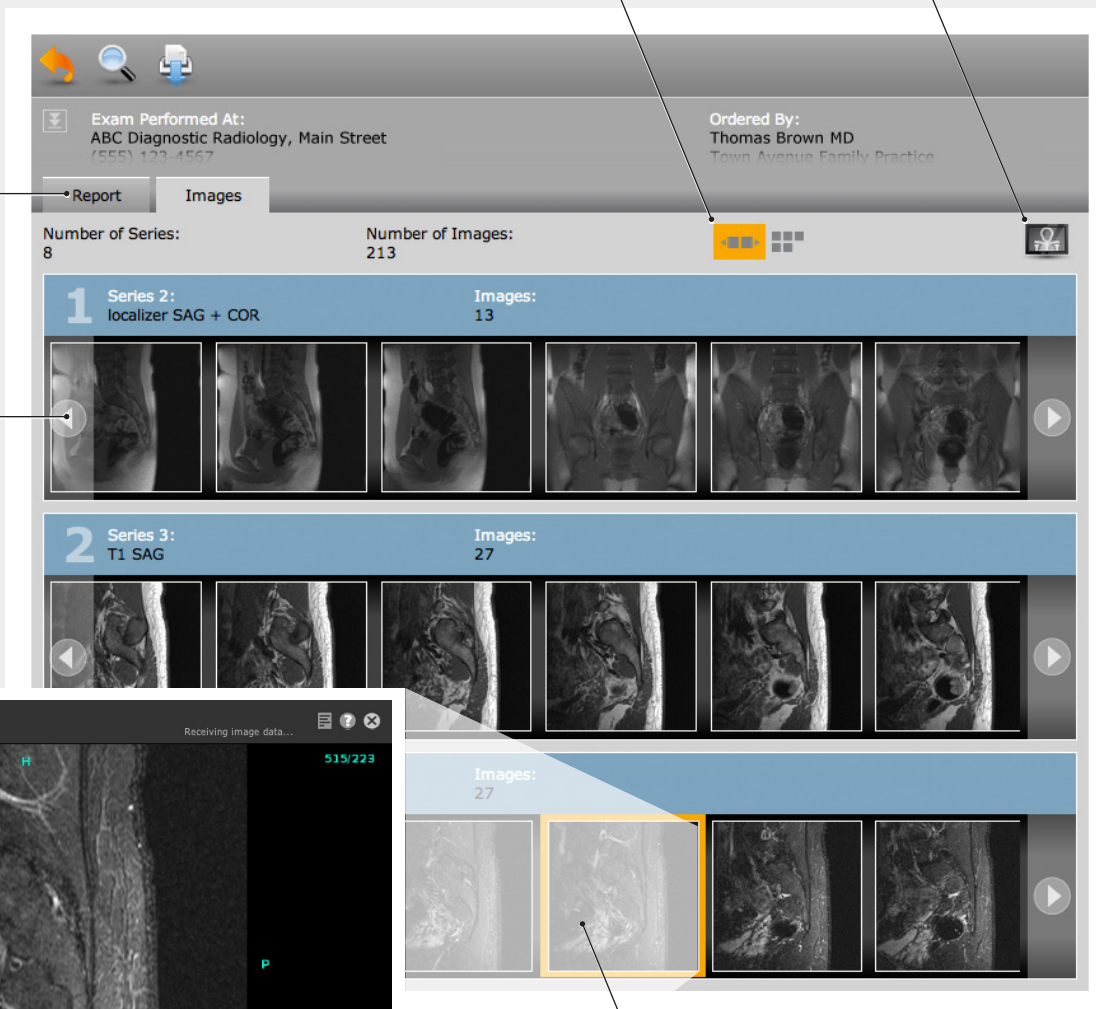 Exam Performed At:
ABC Diagnostic Radiology, Main Street
(555) 123-4567
Ordered By:
Thomas Brown MD
Town Avenue Family Practice
Report
Images
Number of Series:
8
Number of Images:
213
1
Series 2:
localizer SAG + COR
Images:
13
2
Series 3:
T1 SAG
Images:
27
Images:
27
Receiving image data...
H
515/223
P